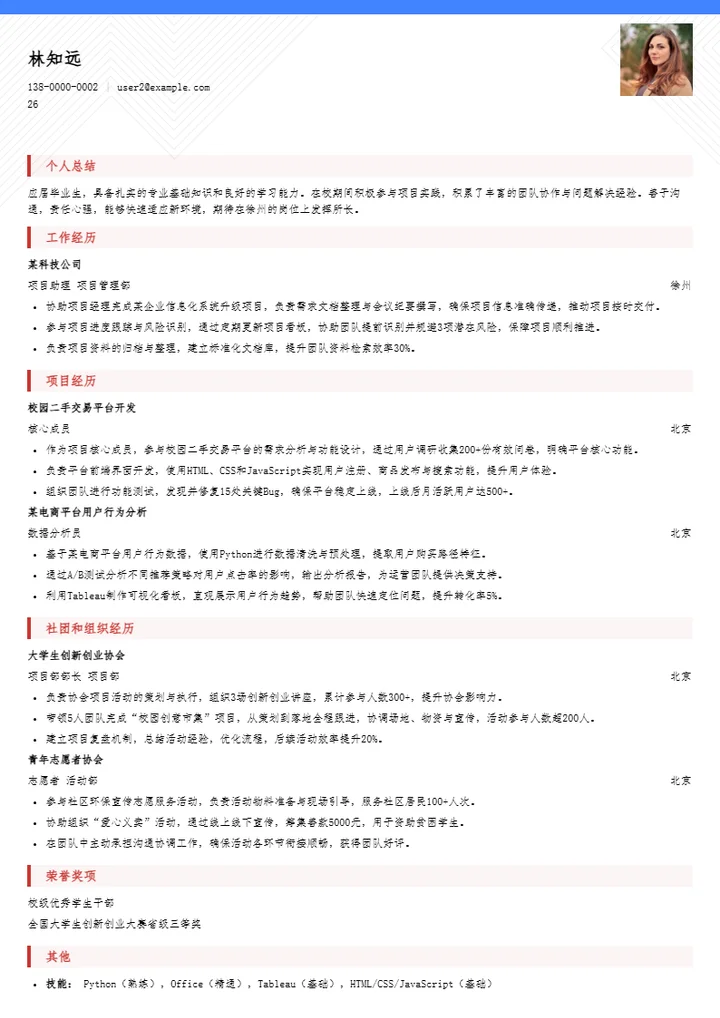 林知远
138-0000-0002 | user2@example.com
26
个人总结
应届毕业生，具备扎实的专业基础知识和良好的学习能力。在校期间积极参与项目实践，积累了丰富的团队协作与问题解决经验。善于沟
通，责任心强，能够快速适应新环境，期待在徐州的岗位上发挥所长。
工作经历
某科技公司
项目助理 项目管理部 徐州
• 协助项目经理完成某企业信息化系统升级项目，负责需求文档整理与会议纪要撰写，确保项目信息准确传递，推动项目按时交付。
• 参与项目进度跟踪与风险识别，通过定期更新项目看板，协助团队提前识别并规避3项潜在风险，保障项目顺利推进。
• 负责项目资料的归档与整理，建立标准化文档库，提升团队资料检索效率30%。
项目经历
校园二手交易平台开发
核心成员 北京
• 作为项目核心成员，参与校园二手交易平台的需求分析与功能设计，通过用户调研收集200+份有效问卷，明确平台核心功能。
• 负责平台前端界面开发，使用HTML、CSS和JavaScript实现用户注册、商品发布与搜索功能，提升用户体验。
• 组织团队进行功能测试，发现并修复15处关键Bug，确保平台稳定上线，上线后月活跃用户达500+。
某电商平台用户行为分析
数据分析员 北京
• 基于某电商平台用户行为数据，使用Python进行数据清洗与预处理，提取用户购买路径特征。
• 通过A/B测试分析不同推荐策略对用户点击率的影响，输出分析报告，为运营团队提供决策支持。
• 利用Tableau制作可视化看板，直观展示用户行为趋势，帮助团队快速定位问题，提升转化率5%。
社团和组织经历
大学生创新创业协会
项目部部长 项目部 北京
• 负责协会项目活动的策划与执行，组织3场创新创业讲座，累计参与人数300+，提升协会影响力。
• 带领5人团队完成“校园创意市集”项目，从策划到落地全程跟进，协调场地、物资与宣传，活动参与人数超200人。
• 建立项目复盘机制，总结活动经验，优化流程，后续活动效率提升20%。
青年志愿者协会
志愿者 活动部 北京
• 参与社区环保宣传志愿服务活动，负责活动物料准备与现场引导，服务社区居民100+人次。
• 协助组织“爱心义卖”活动，通过线上线下宣传，筹集善款5000元，用于资助贫困学生。
• 在团队中主动承担沟通协调工作，确保活动各环节衔接顺畅，获得团队好评。
荣誉奖项
校级优秀学生干部
全国大学生创新创业大赛省级三等奖
其他
• 技能： Python（熟练），Office（精通），Tableau（基础），HTML/CSS/JavaScript（基础）